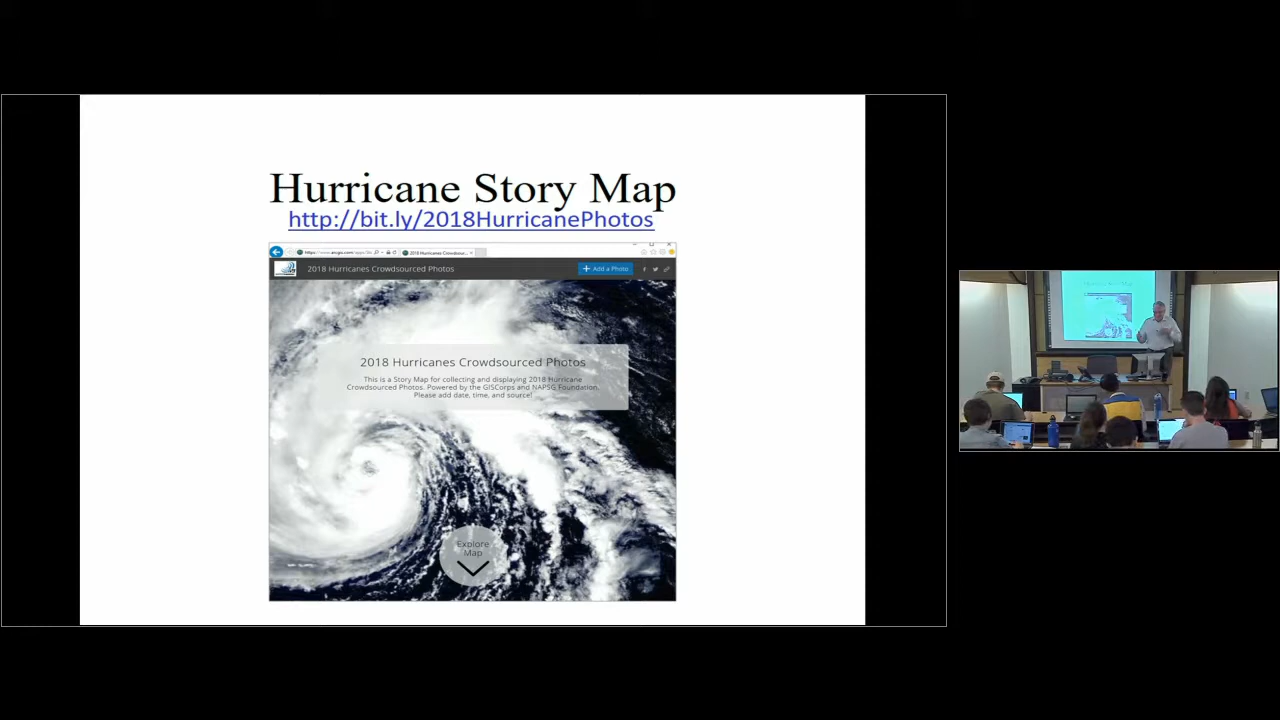 Hurricane Story Map
http://bit.ly/2018HurricanePhotos
2018 Hurricanes Crowdsourced Photos
Add a Photo
2018 Hurricanes Crowdsourced Photos
This is a Story Map for collecting and displaying 2018 Hurricane
Crowdsourced Photos. Powered by the GISCorps and NAPSG Foundation.
Please add date, time, and source!
Explore
Map